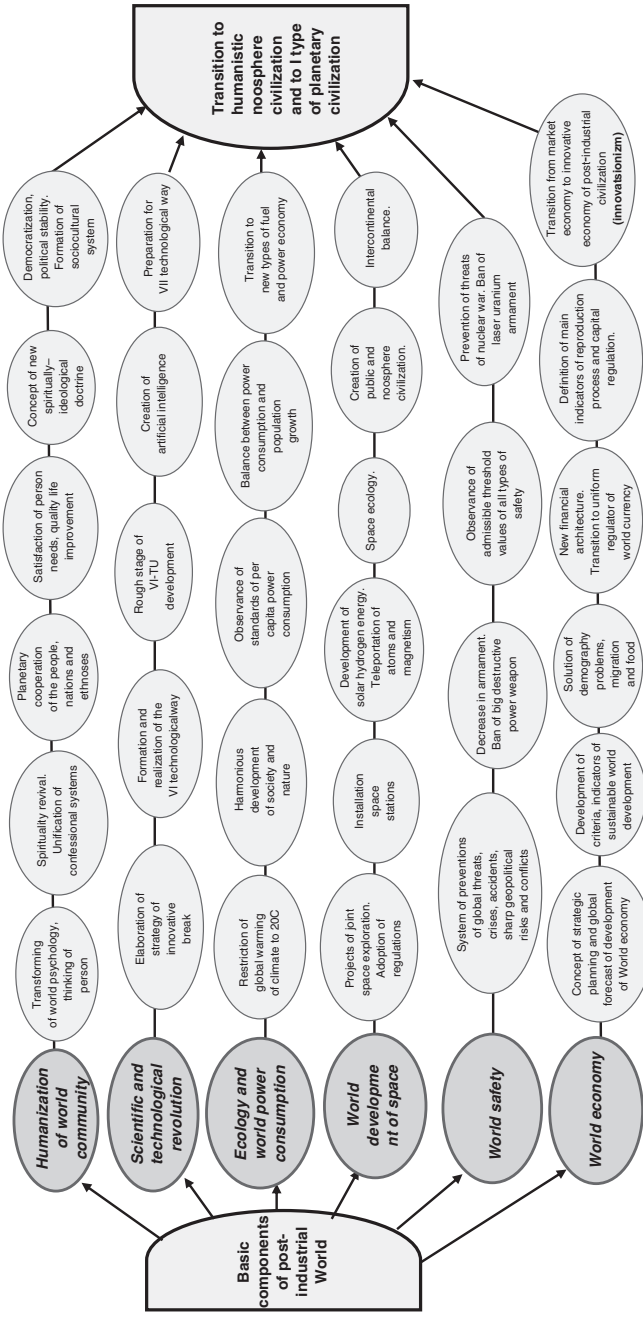 Basic
components
of post-
industrial
World
Humanization
of world
community
Transforming
of world psychology,
thinking of
person
Spirituality revival.
Unification of
confessional systems
Planetary
cooperation
of the people,
nations and
ethnoses
Satisfaction of person
needs, quality life
improvement
Concept of new
spiritually–
ideological
doctrine
Democratization,
political stability.
Formation of
sociocultural
system
Scientific and
technological
revolution
Elaboration of
strategy of
innovative
break
Formation and
realization of the
VI technologicalway
Rough stage of
VI-TU
development
Creation of
artificial intelligence
Preparation for
VII technological way
Ecology and
world power
consumption
Restriction of
global warming
of climate to 20C
Harmonious
development
of society and
nature
Observance of
standards of per
capita power
consumption
Balance between power
consumption and
population
growth
Transition to
new types of fuel
and power economy
World
developme
nt of space
Projects of joint
space exploration.
Adoption of
regulations
Installation
space
stations
Development of
solar hydrogen energy.
Teleportation of
atoms and
magnetism
Space ecology.
Creation of
public and
noosphere
civilization.
Intercontinental
balance.
World safety
System of preventions
of global threats,
crises, accidents,
sharp geopolitical
risks and conflicts
Decrease in armament.
Ban of big destructive
power weapon
Observance of
admissible threshold
values of all types of
safety
Prevention of threats
of nuclear war. Ban of
laser uranium
armament
World economy
Concept of strategic
planning and global
forecast of development
of World economy
Development of
criteria, indicators of
sustainable world
development
Solution of
demography
problems,
migration
and food
New financial
architecture.
Transition to uniform
regulator of
world currency
Definition of main
indicators of reproduction
process and capital
regulation.
Transition from market
economy to innovative
economy of post-industrial
civilization
(innovatsionizm)
Transition to
humanistic
noosphere
civilization
and to I type
of planetary
civilization